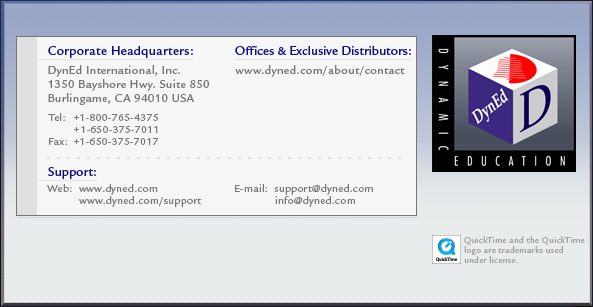 Corporate Headquarters:
DynEd International, Inc.
1350 Bayshore Hwy. Suite 850
Burlingame, CA 94010 USA
Tel: +1-800-765-4375
+1-650-375-7011
Fax: +1-650-375-7017
Offices & Exclusive Distributors:
www.dyned.com/about/contact
Support:
Web: www.dyned.com
www.dyned.com/support
E-mail: support@dyned.com
info@dyned.com
DYNAMIC
DynEd
D
EDUCATION
QuickTime
QuickTime and the QuickTime
logo are trademarks used
under license.